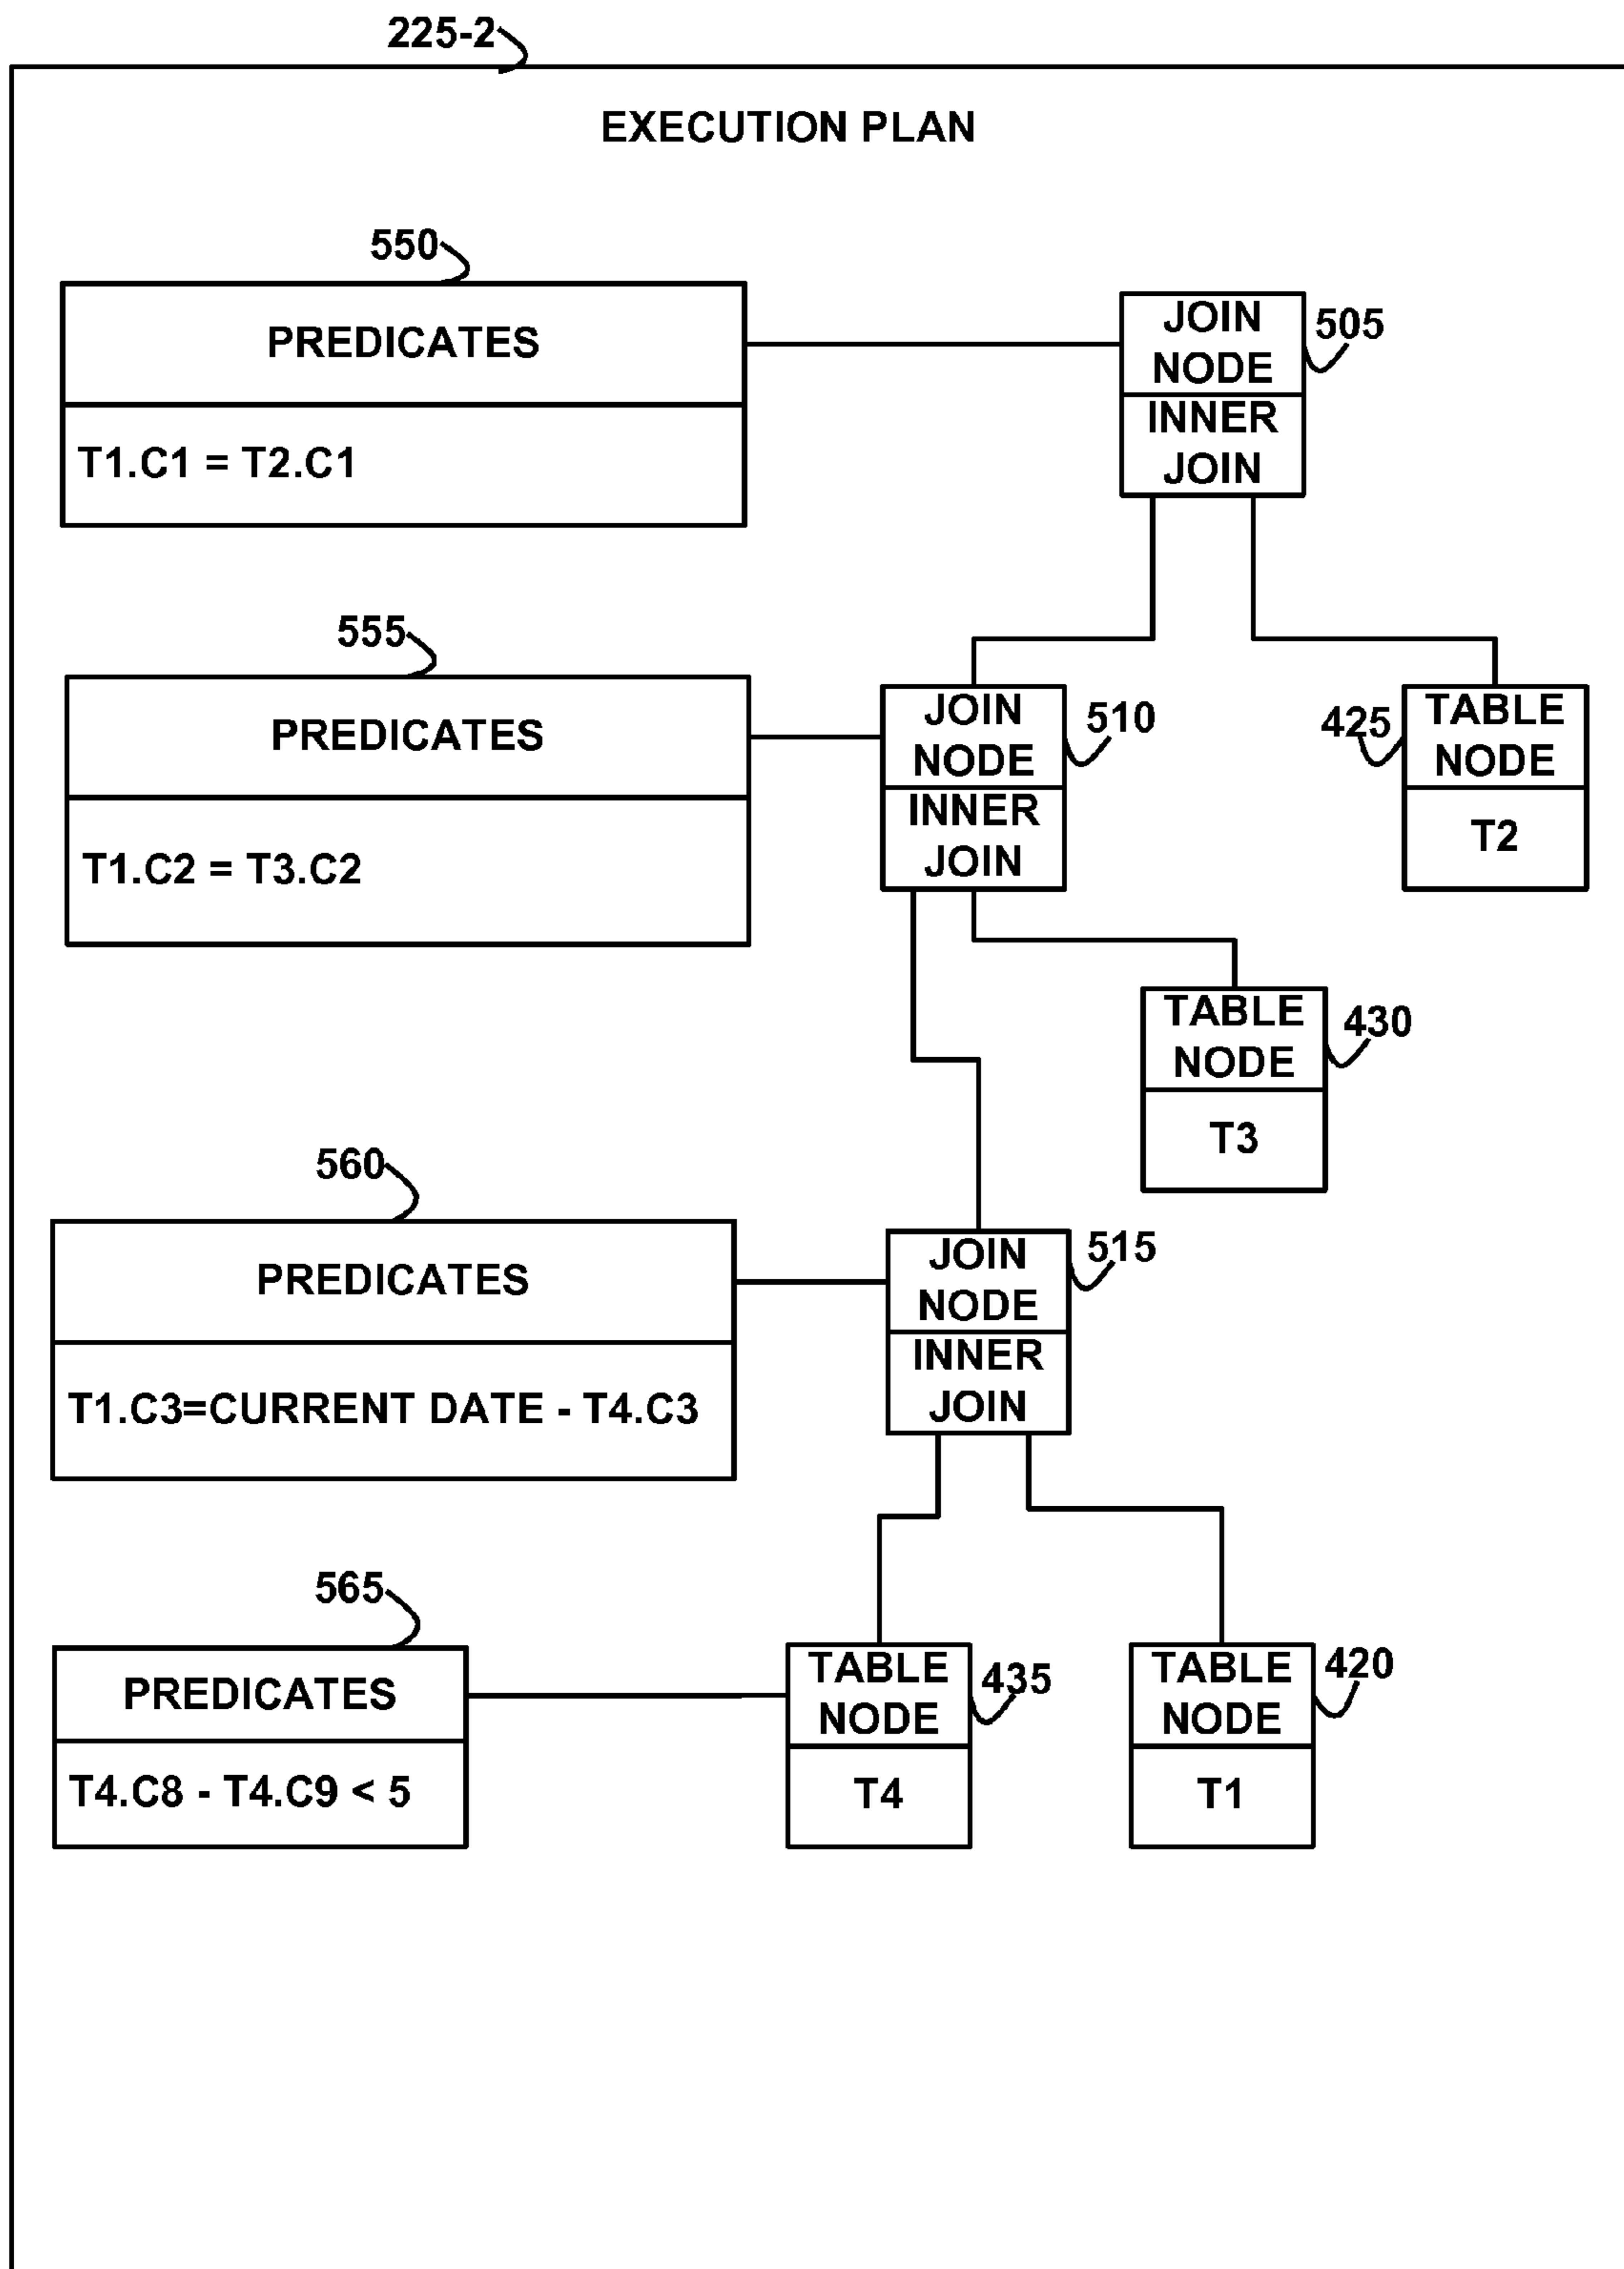 225-2
EXECUTION PLAN
550
PREDICATES
T1.C1 = T2.C1
JOIN
NODE
INNER
JOIN
505
555
PREDICATES
T1.C2 = T3.C2
JOIN
NODE
INNER
JOIN
510
425
TABLE
NODE
T2
TABLE
NODE
T3
430
560
PREDICATES
T1.C3=CURRENT DATE - T4.C3
JOIN
NODE
INNER
JOIN
515
565
PREDICATES
T4.C8 - T4.C9 < 5
TABLE
NODE
T4
435
TABLE
NODE
T1
420